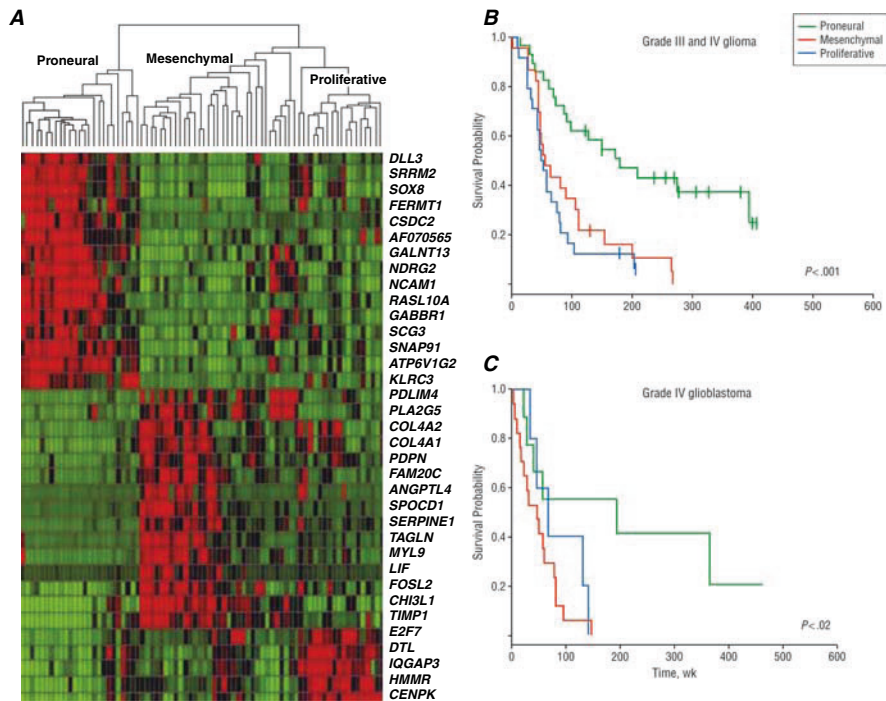 A
Proneural
Mesenchymal
Proliferative
DLL3
SRRM2
SOX8
FERMT1
CSDC2
AF070565
GALNT13
NDRG2
NCAM1
RASL10A
GABBR1
SCG3
SNAP91
ATP6V1G2
KLRC3
PDLIM4
PLA2G5
COL4A2
COL4A1
PDPN
FAM20C
ANGPTL4
SPOCD1
SERPINE1
TAGLN
MYL9
LIF
FOSL2
CHI3L1
TIMP1
E2F7
DTL
IQGAP3
HMMR
CENPK
B
Grade III and IV glioma
Proneural
Mesenchymal
Proliferative
Survival Probability
1.0
0.8
0.6
0.4
0.2
P<.001
0 100 200 300 400 500 600
C
Grade IV glioblastoma
Survival Probability
1.0
0.8
0.6
0.4
0.2
P<.02
0 100 200 300 400 500 600
Time, wk